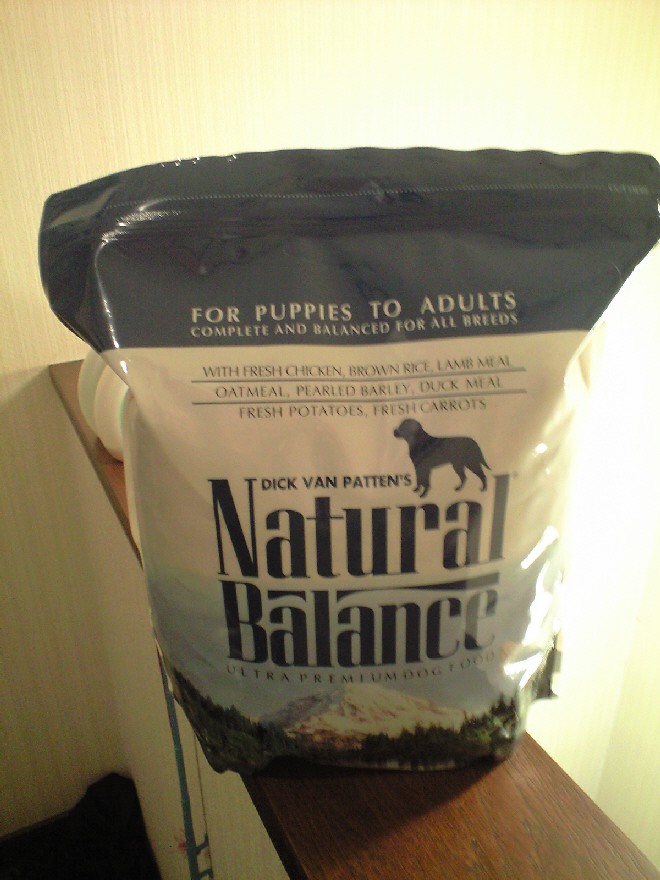 FOR PUPPIES TO ADULTS
COMPLETE AND BALANCED FOR ALL BREEDS
WITH FRESH CHICKEN, BROWN RICE, LAMB MEAL
OATMEAL, PEARLED BARLEY, DUCK MEAL
FRESH POTATOES, FRESH CARROTS
DICK VAN PATTEN'S
Natural
Balance
ULTRA PREMIUM DOG FOOD